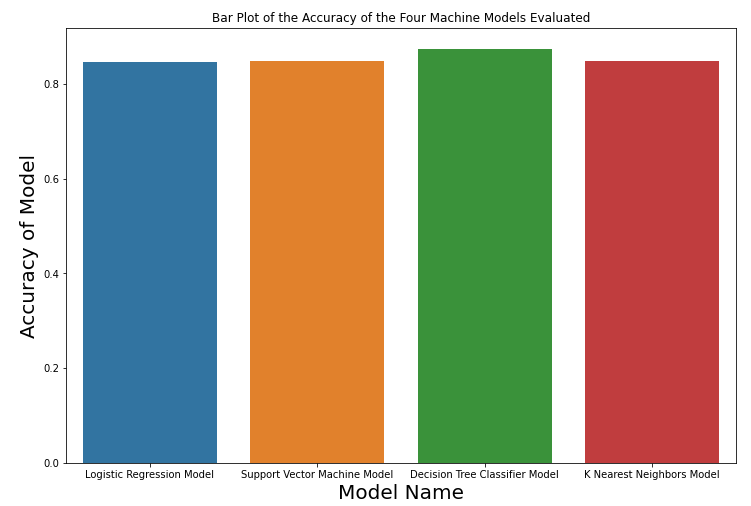 Bar Plot of the Accuracy of the Four Machine Models Evaluated
Accuracy of Model
0.8
0.6
0.4
0.2
0.0
Logistic Regression Model
Support Vector Machine Model
Decision Tree Classifier Model
K Nearest Neighbors Model
Model Name